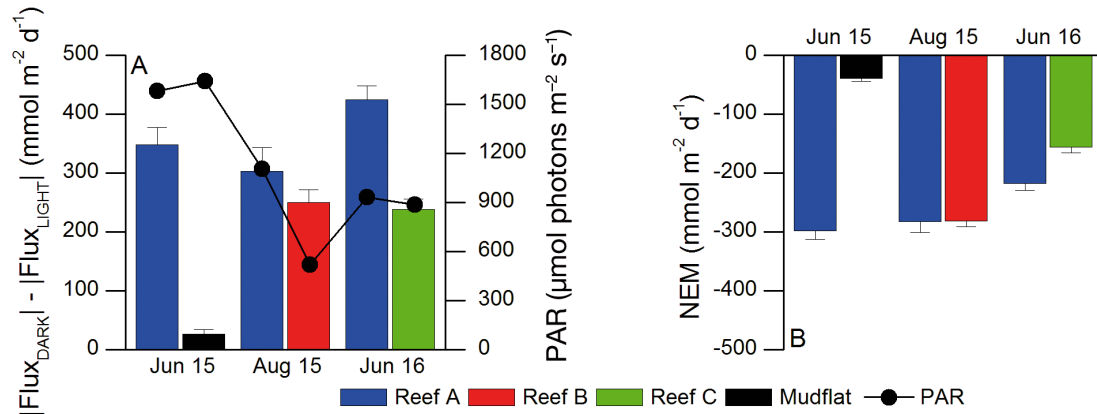 |Flux_DARK| - |Flux_LIGHT| (mmol m⁻² d⁻¹)
500
400
300
200
100
0
A
Jun 15
Aug 15
Jun 16
1800
1500
1200
900
600
300
0
PAR (µmol photons m⁻² s⁻¹)
NEM (mmol m⁻² d⁻¹)
Jun 15
Aug 15
Jun 16
0
-100
-200
-300
-400
-500
B
Reef A
Reef B
Reef C
Mudflat
PAR